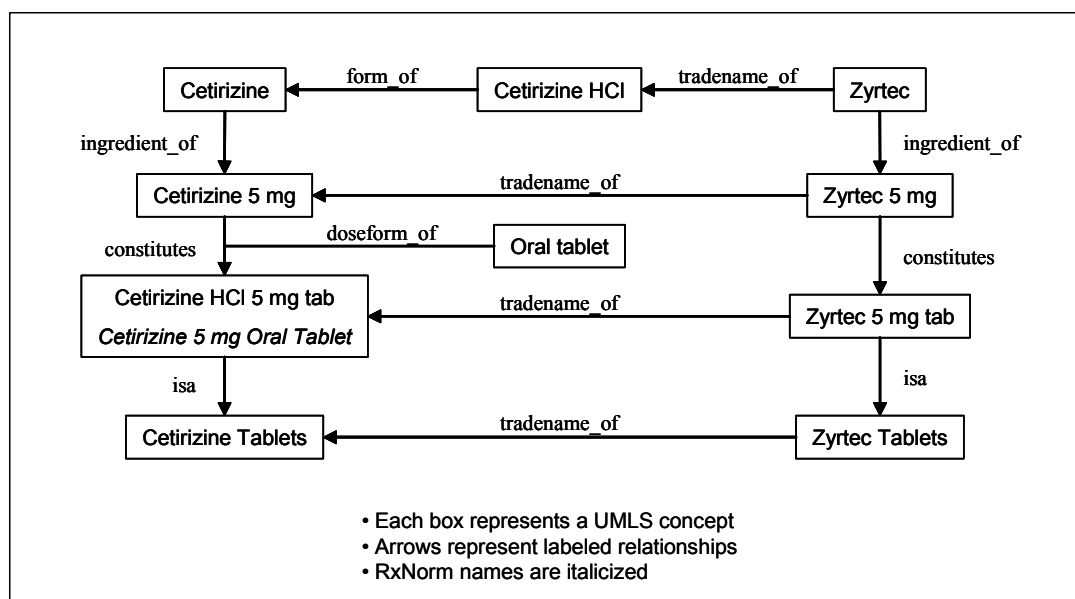 form_of
tradename_of
Cetirizine
Cetirizine HCl
Zyrtec
ingredient_of
ingredient_of
Cetirizine 5 mg
tradename_of
Zyrtec 5 mg
doseform_of
Oral tablet
constitutes
constitutes
Cetirizine HCl 5 mg tab
Cetirizine 5 mg Oral Tablet
tradename_of
Zyrtec 5 mg tab
isa
isa
Cetirizine Tablets
tradename_of
Zyrtec Tablets
• Each box represents a UMLS concept
• Arrows represent labeled relationships
• RxNorm names are italicized